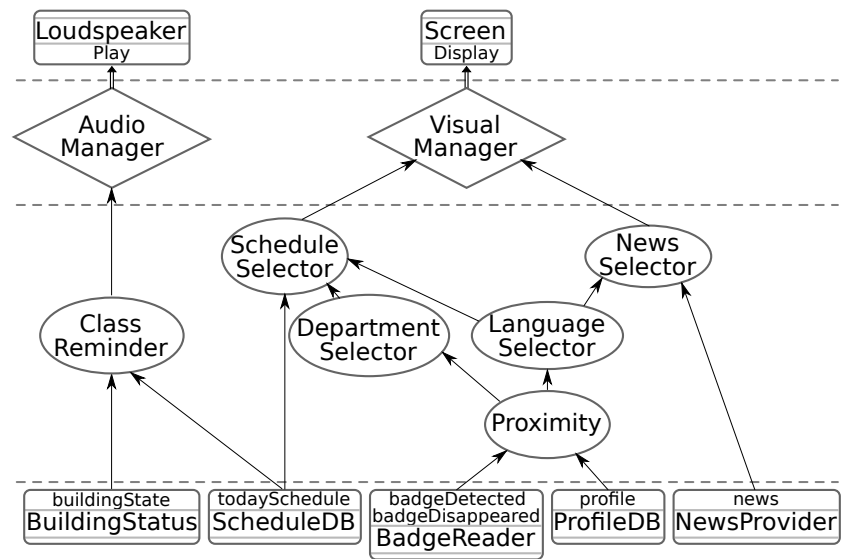 Loudspeaker
Play
Screen
Display
Audio
Manager
Visual
Manager
Schedule
Selector
News
Selector
Class
Reminder
Department
Selector
Language
Selector
Proximity
buildingState
BuildingStatus
todaySchedule
ScheduleDB
badgeDetected
badgeDisappeared
BadgeReader
profile
ProfileDB
news
NewsProvider